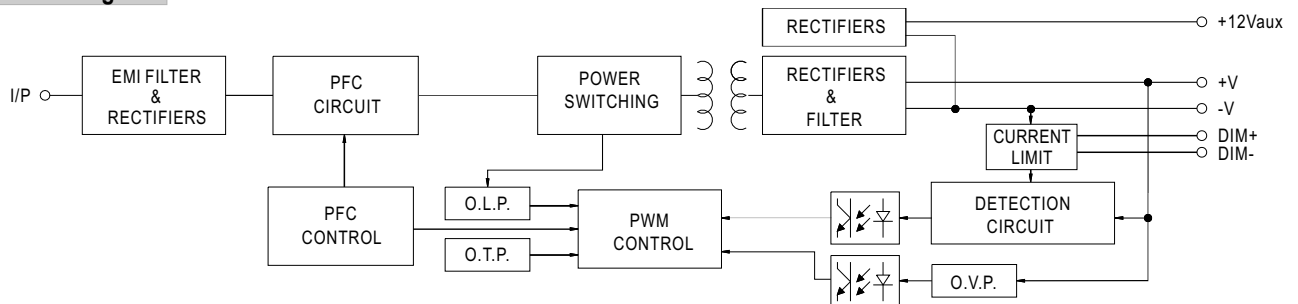 RECTIFIERS
+12Vaux
I/P
EMI FILTER
&
RECTIFIERS
PFC
CIRCUIT
POWER
SWITCHING
RECTIFIERS
&
FILTER
+V
-V
CURRENT
LIMIT
DIM+
DIM-
PFC
CONTROL
O.L.P.
O.T.P.
PWM
CONTROL
DETECTION
CIRCUIT
O.V.P.